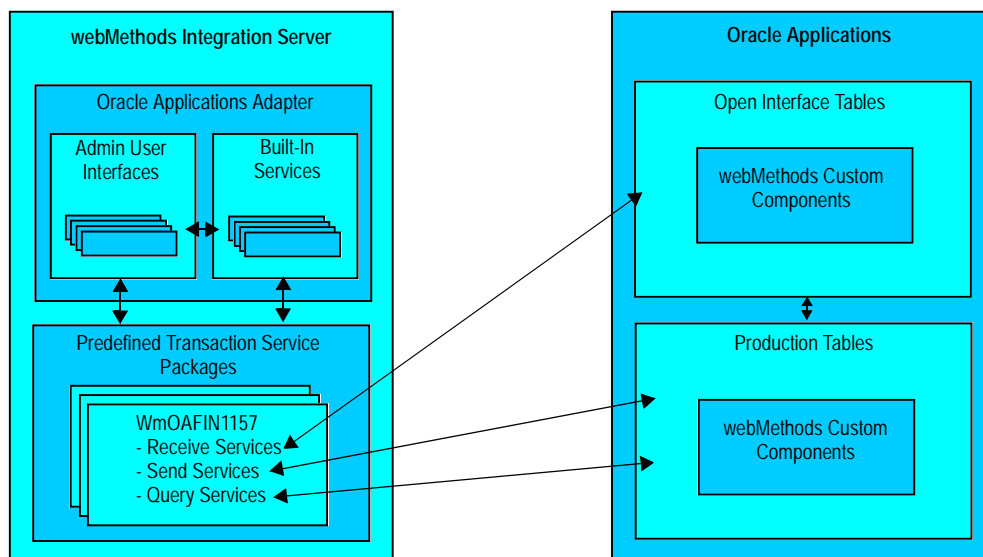 webMethods Integration Server
Oracle Applications Adapter
Admin User
Interfaces
Built-In
Services
Predefined Transaction Service
Packages
WmOAFIN1157
- Receive Services
- Send Services
- Query Services
Oracle Applications
Open Interface Tables
webMethods Custom
Components
Production Tables
webMethods Custom
Components